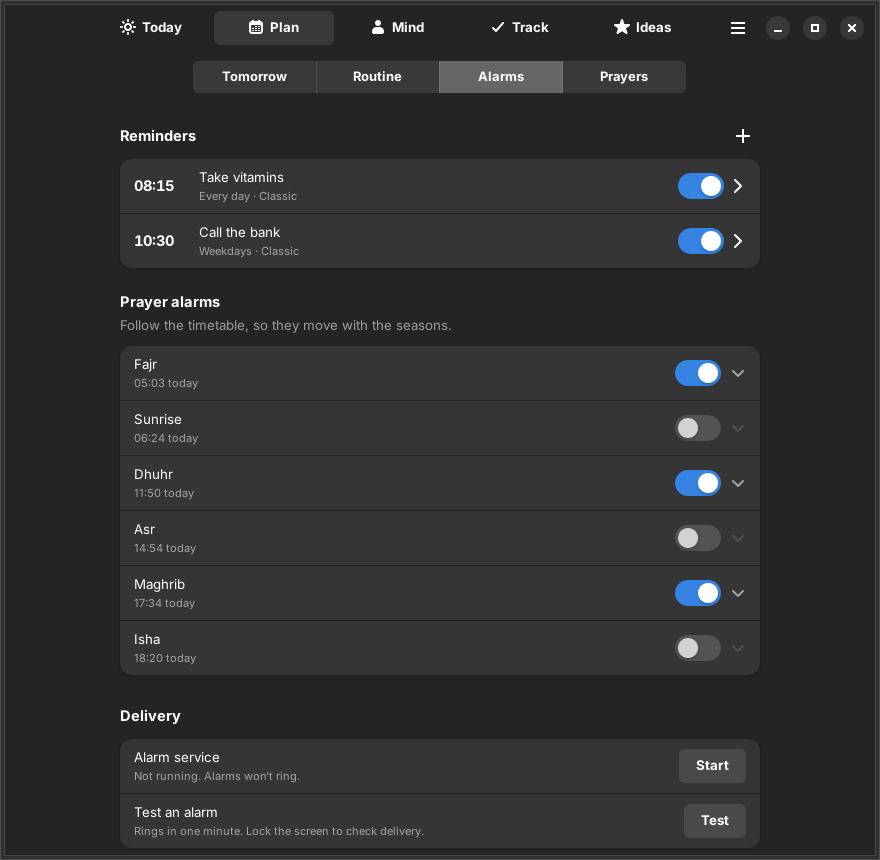 Today
Plan
Mind
Track
Ideas
Tomorrow
Routine
Alarms
Prayers
Reminders
08:15
Take vitamins
Every day · Classic
10:30
Call the bank
Weekdays · Classic
Prayer alarms
Follow the timetable, so they move with the seasons.
Fajr
05:03 today
Sunrise
06:24 today
Dhuhr
11:50 today
Asr
14:54 today
Maghrib
17:34 today
Isha
18:20 today
Delivery
Alarm service
Not running. Alarms won't ring.
Start
Test an alarm
Rings in one minute. Lock the screen to check delivery.
Test